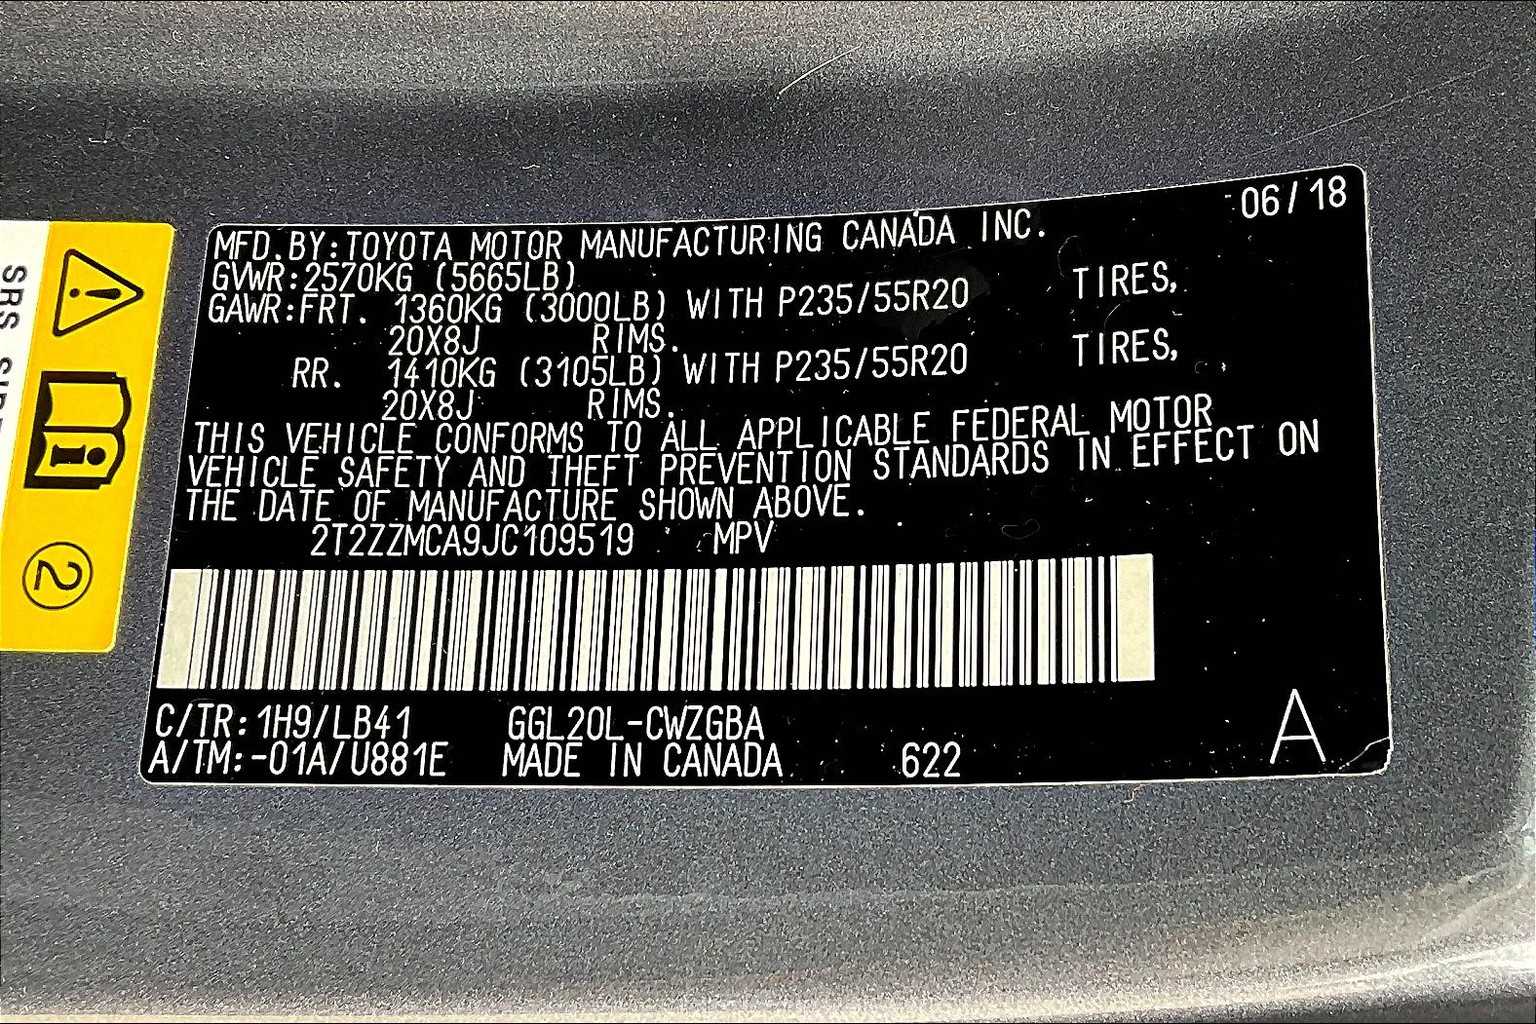 06/18
MFD.BY:TOYOTA MOTOR MANUFACTURING CANADA INC.
GVWR:2570KG (5665LB)
GAWR:FRT. 1360KG (3000LB) WITH P235/55R20 TIRES,
20X8J RIMS.
RR. 1410KG (3105LB) WITH P235/55R20 TIRES,
20X8J RIMS.
THIS VEHICLE CONFORMS TO ALL APPLICABLE FEDERAL MOTOR
VEHICLE SAFETY AND THEFT PREVENTION STANDARDS IN EFFECT ON
THE DATE OF MANUFACTURE SHOWN ABOVE.
2T2ZZMCA9JC109519 MPV
C/TR:1H9/LB41 GGL20L-CWZGBA
A/TM:-01A/U881E MADE IN CANADA 622
A
SRS
2